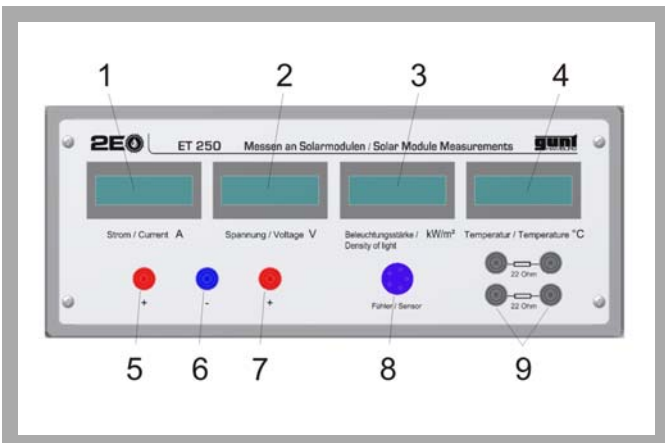 1 2 3 4
2E ET 250 Messen an Solarmodulen / Solar Module Measurements gunt
Strom / Current A
Spannung / Voltage V
Beleuchtungsstärke / kW/m²
Density of light
Temperatur / Temperature °C
22 Ohm
22 Ohm
+ - +
Fühler / Sensor
5 6 7 8 9